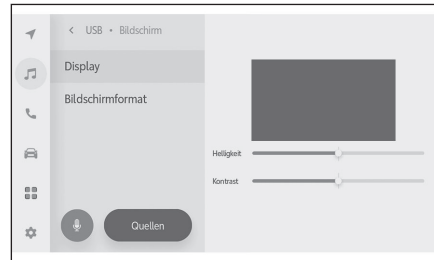 < USB • Bildschirm
Display
Bildschirmformat
Helligkeit
Kontrast
Quellen